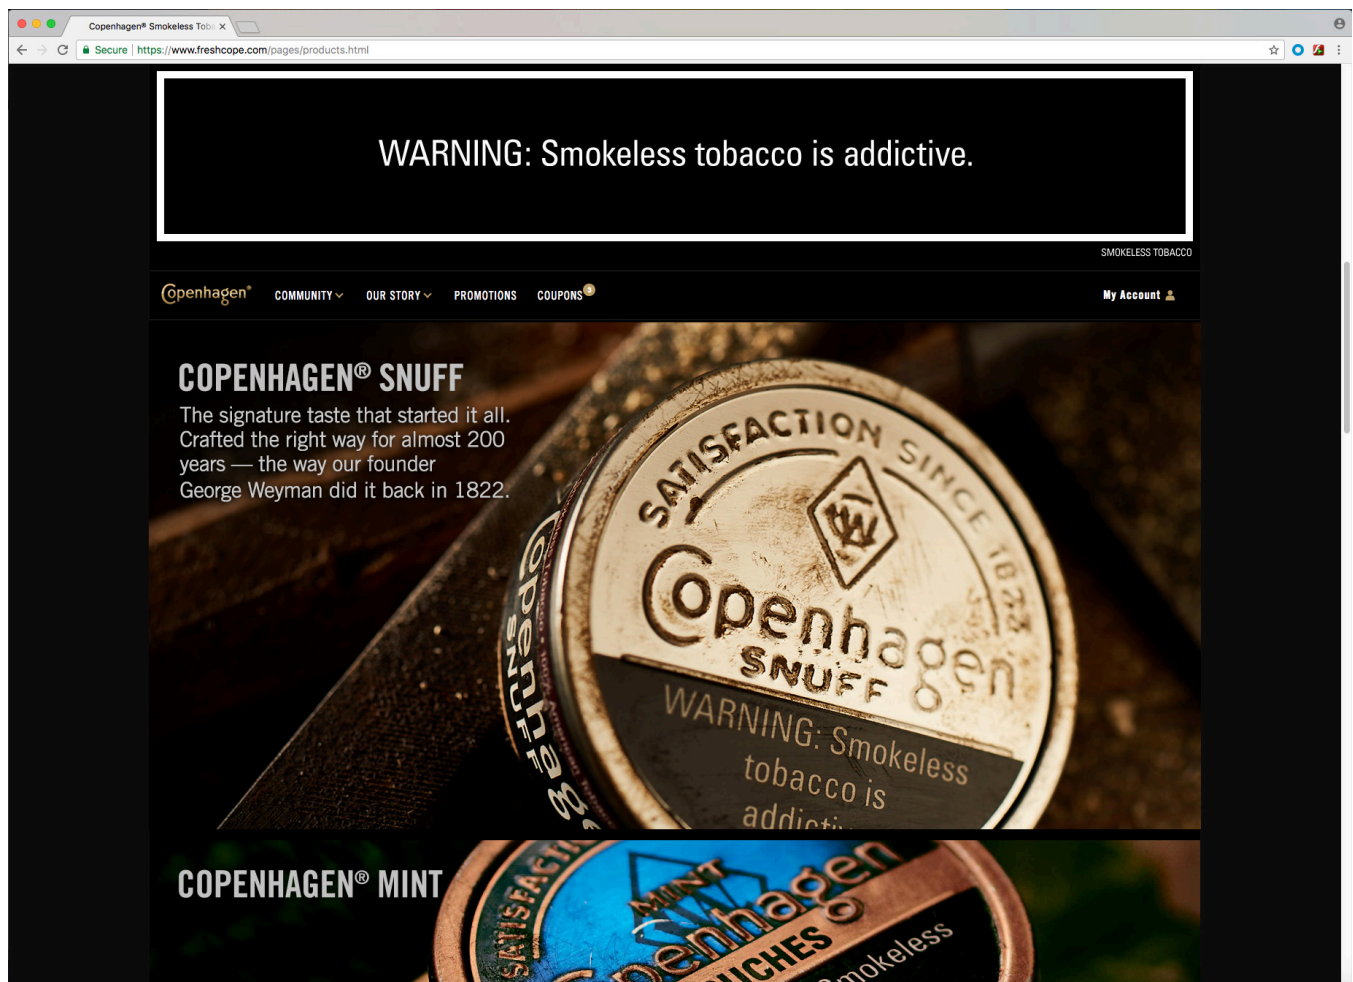 Copenhagen® Smokeless Toba
Secure https://www.freshcope.com/pages/products.html
WARNING: Smokeless tobacco is addictive.
SMOKELESS TOBACCO
Copenhagen®
COMMUNITY
OUR STORY
PROMOTIONS
COUPONS 3
My Account
COPENHAGEN® SNUFF
The signature taste that started it all.
Crafted the right way for almost 200
years — the way our founder
George Weyman did it back in 1822.
SATISFACTION SINCE 1822
W
Copenhagen
SNUFF
WARNING: Smokeless
tobacco is
Copenhagen
SNUFF
COPENHAGEN® MINT
MINT
Copenhagen